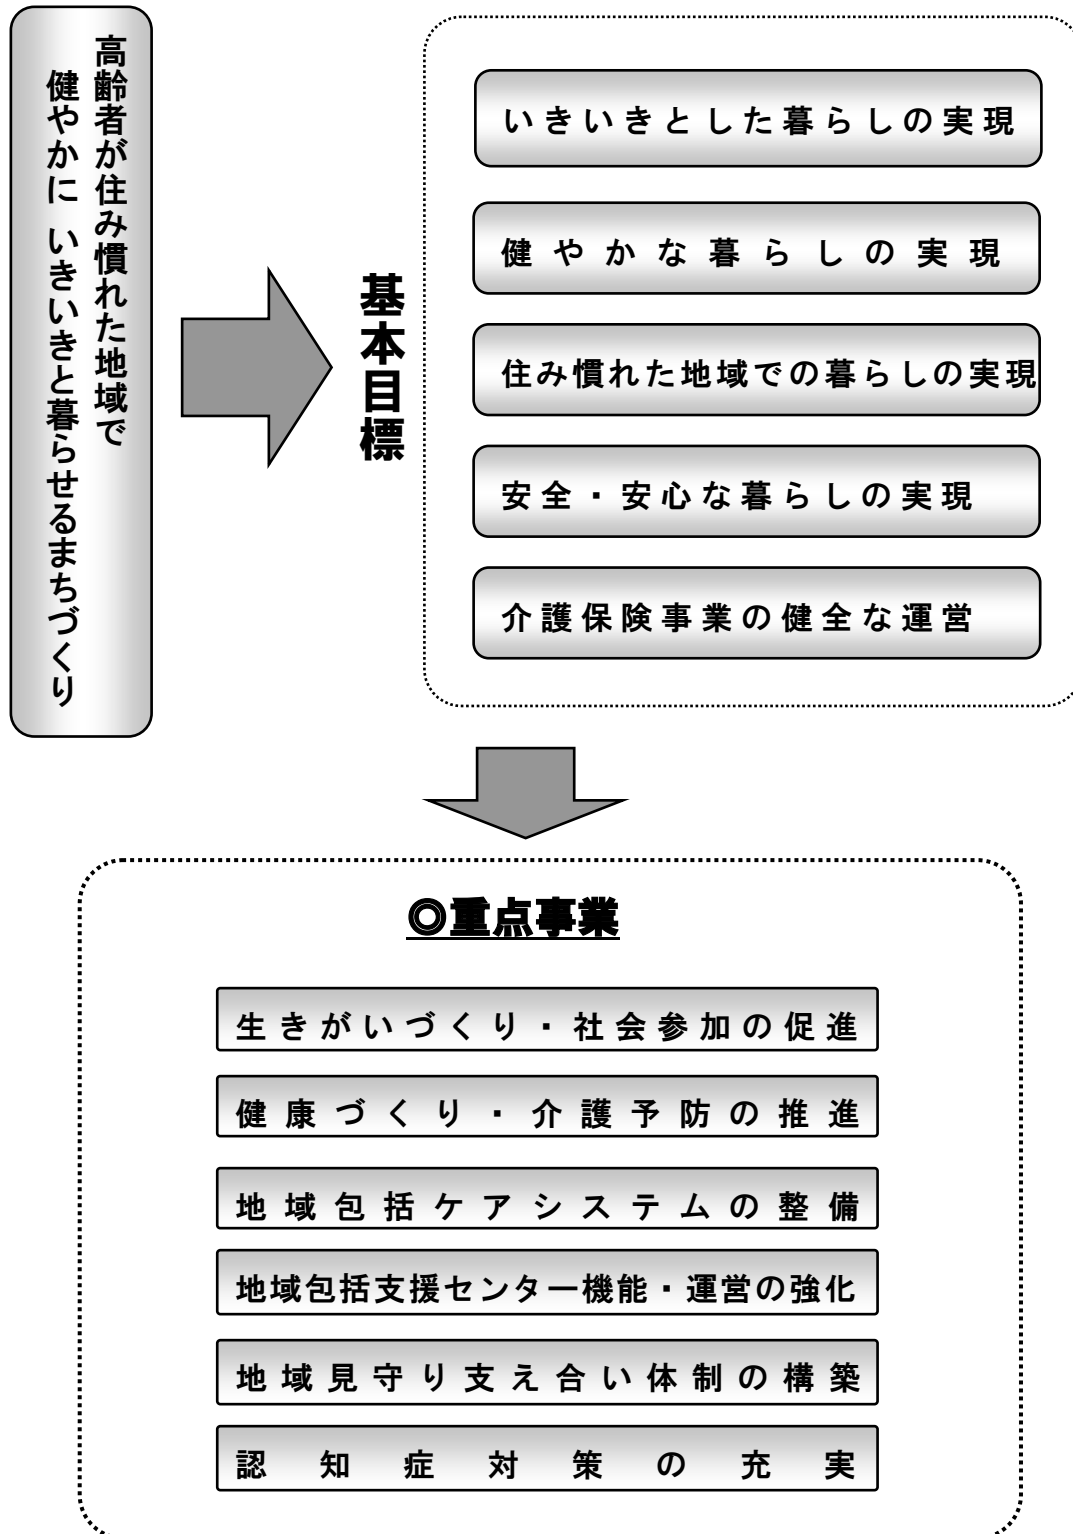 高齢者が住み慣れた地域で
健やかに いきいきと暮らせるまちづくり
基本目標
いきいきとした暮らしの実現
健やかな暮らしの実現
住み慣れた地域での暮らしの実現
安全・安心な暮らしの実現
介護保険事業の健全な運営
◎重点事業
生きがいづくり・社会参加の促進
健康づくり・介護予防の推進
地域包括ケアシステムの整備
地域包括支援センター機能・運営の強化
地域見守り支え合い体制の構築
認知症対策の充実